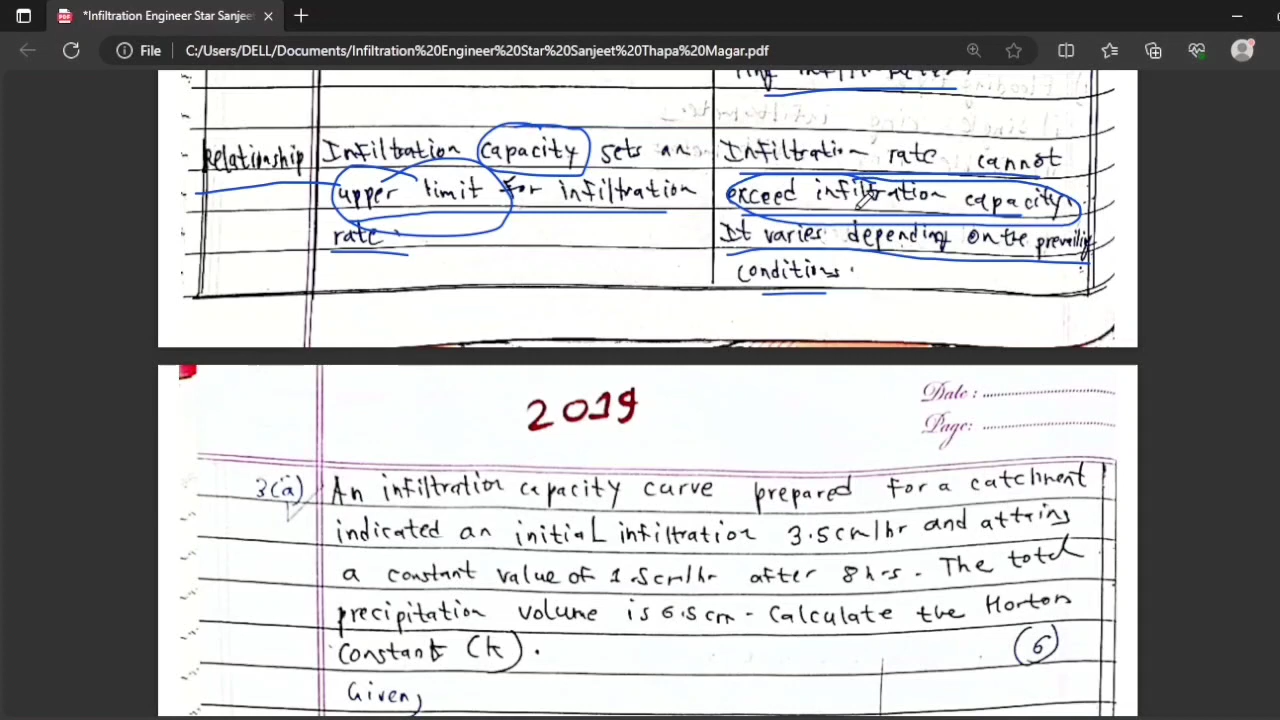 *Infiltration Engineer Star Sanjee
File
C:/Users/DELL/Documents/Infiltration%20Engineer%20Star%20Sanjeet%20Thapa%20Magar.pdf
Relationship
Infiltration capacity sets an
upper limit for infiltration
rate.
Infiltration rate cannot
exceed infiltration capacity.
It varies depending on the prevailing
conditions.
2019
Date:
Page:
3(a) An infiltration capacity curve prepared for a catchment
indicated an initial infiltration 3.5cm/hr and attains
a constant value of 1.5cm/hr after 8hrs. The total
precipitation volume is 6.5cm. Calculate the Horton
Constant (k).
(6)
Given,